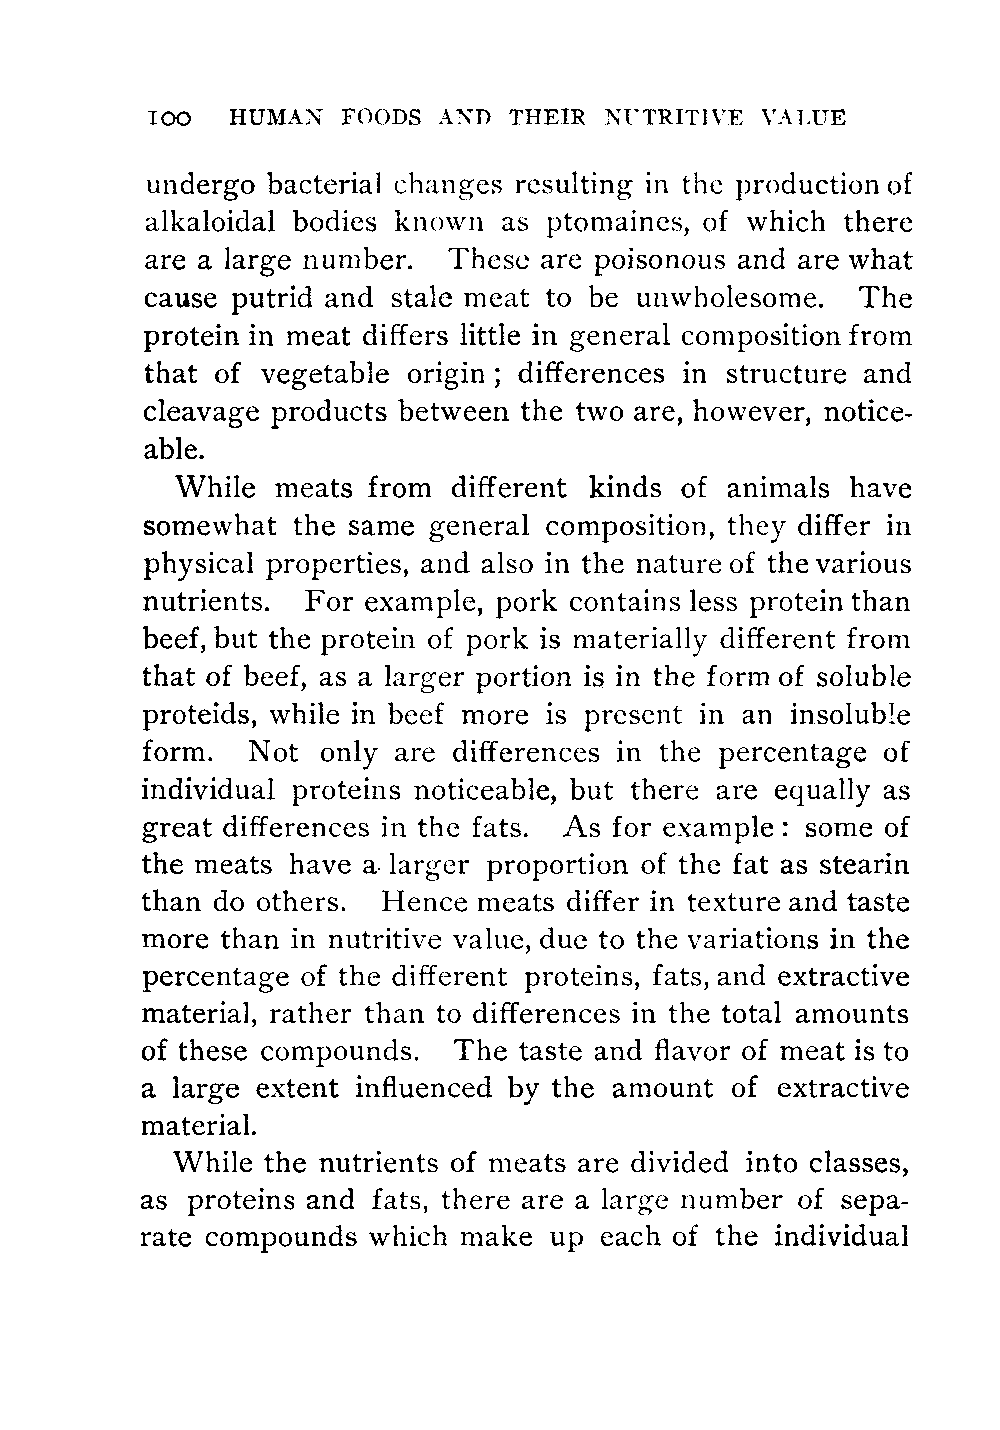 100 HUMAN FOODS AND THEIR NUTRITIVE VALUE
undergo bacterial changes resulting in the production of
alkaloidal bodies known as ptomaines, of which there
are a large number. These are poisonous and are what
cause putrid and stale meat to be unwholesome. The
protein in meat differs little in general composition from
that of vegetable origin; differences in structure and
cleavage products between the two are, however, notice-
able.
While meats from different kinds of animals have
somewhat the same general composition, they differ in
physical properties, and also in the nature of the various
nutrients. For example, pork contains less protein than
beef, but the protein of pork is materially different from
that of beef, as a larger portion is in the form of soluble
proteids, while in beef more is present in an insoluble
form. Not only are differences in the percentage of
individual proteins noticeable, but there are equally as
great differences in the fats. As for example: some of
the meats have a larger proportion of the fat as stearin
than do others. Hence meats differ in texture and taste
more than in nutritive value, due to the variations in the
percentage of the different proteins, fats, and extractive
material, rather than to differences in the total amounts
of these compounds. The taste and flavor of meat is to
a large extent influenced by the amount of extractive
material.
While the nutrients of meats are divided into classes,
as proteins and fats, there are a large number of sepa-
rate compounds which make up each of the individual